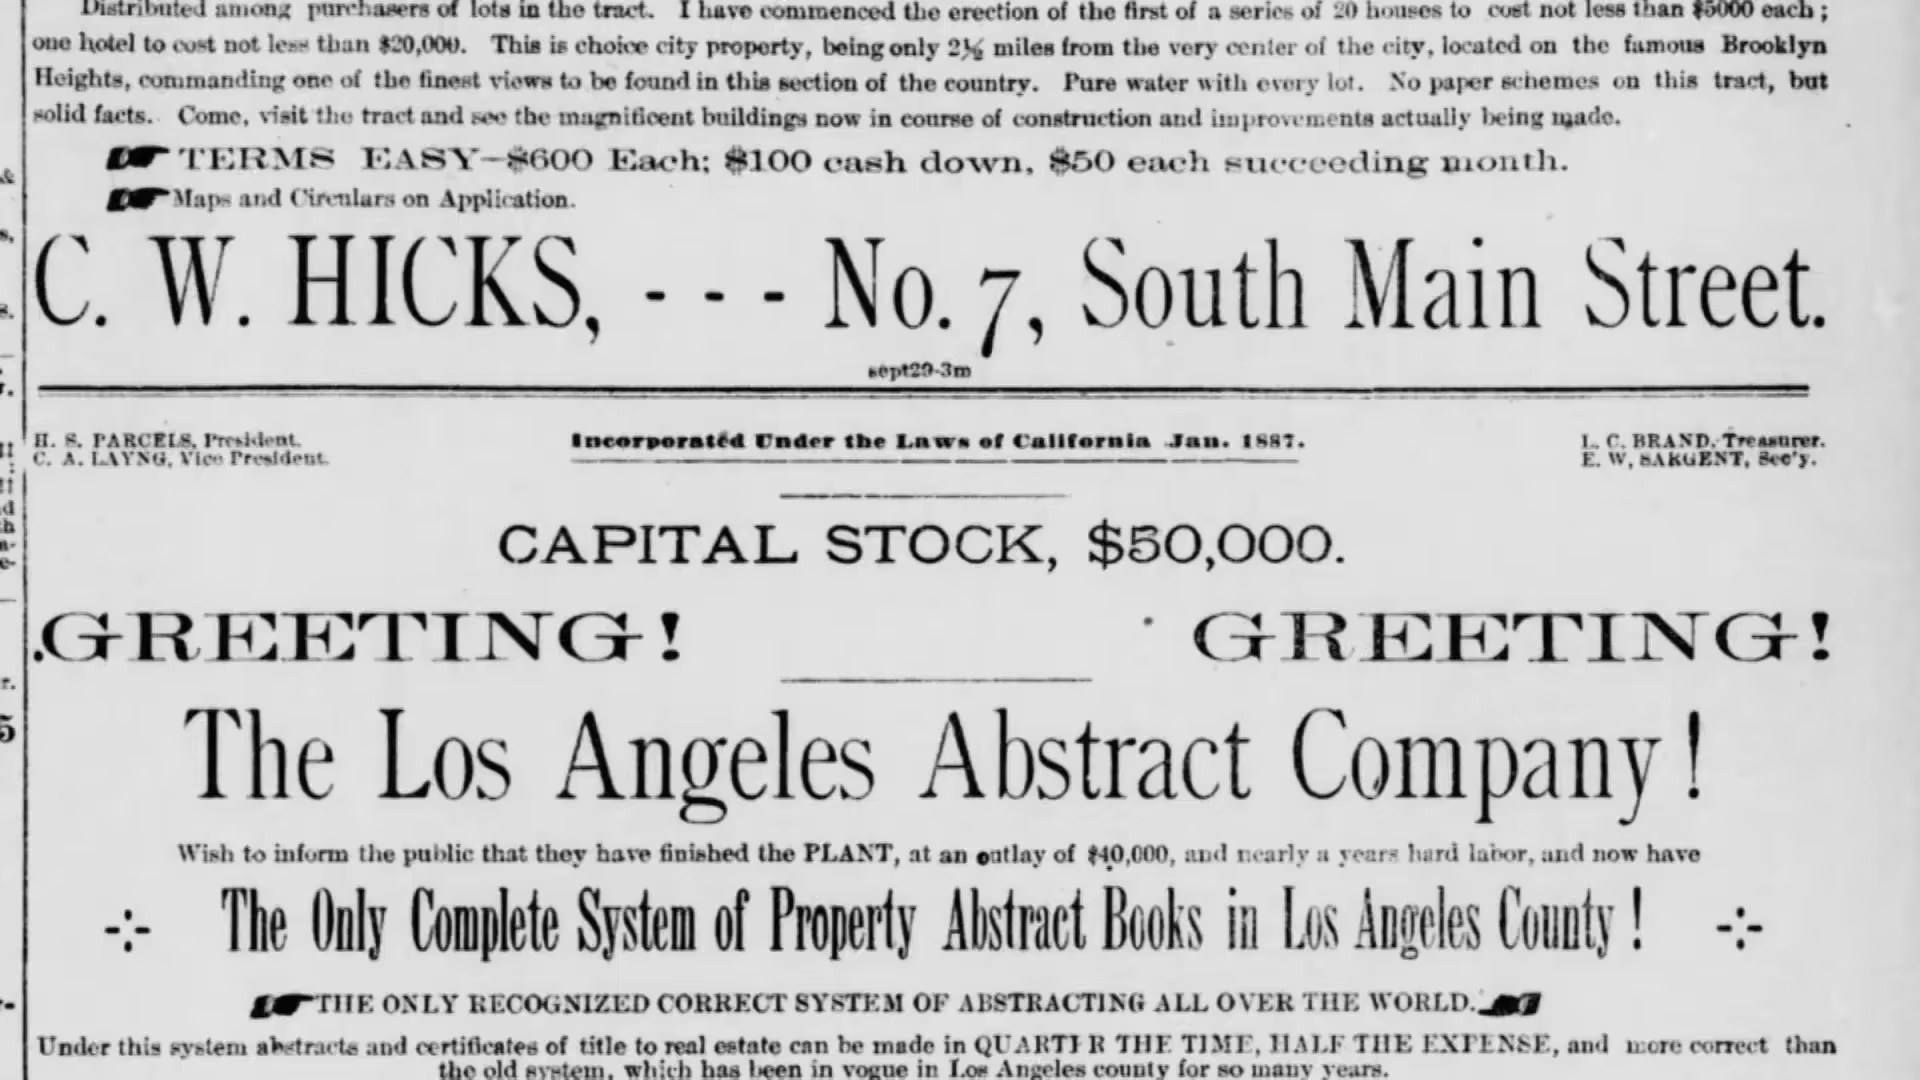 Distributed among purchasers of lots in the tract. I have commenced the erection of the first of a series of 20 houses to cost not less than $5000 each;
one hotel to cost not less than $20,000. This is choice city property, being only 2½ miles from the very center of the city, located on the famous Brooklyn
Heights, commanding one of the finest views to be found in this section of the country. Pure water with every lot. No paper schemes on this tract, but
solid facts. Come, visit the tract and see the magnificent buildings now in course of construction and improvements actually being made.
TERMS EASY—$600 Each; $100 cash down, $50 each succeeding month.
Maps and Circulars on Application.
C. W. HICKS, - - - No. 7, South Main Street.
sept29-3m
H. S. PARCELS, President.
C. A. LAYNG, Vice President.
Incorporated Under the Laws of California Jan. 1887.
L. C. BRAND, Treasurer.
E. W, SARGENT, Sec'y.
CAPITAL STOCK, $50,000.
GREETING! GREETING!
The Los Angeles Abstract Company!
Wish to inform the public that they have finished the PLANT, at an outlay of $40,000, and nearly a years hard labor, and now have
-:- The Only Complete System of Property Abstract Books in Los Angeles County! -:-
THE ONLY RECOGNIZED CORRECT SYSTEM OF ABSTRACTING ALL OVER THE WORLD.
Under this system abstracts and certificates of title to real estate can be made in QUARTER THE TIME, HALF THE EXPENSE, and more correct than
the old system, which has been in vogue in Los Angeles county for so many years.